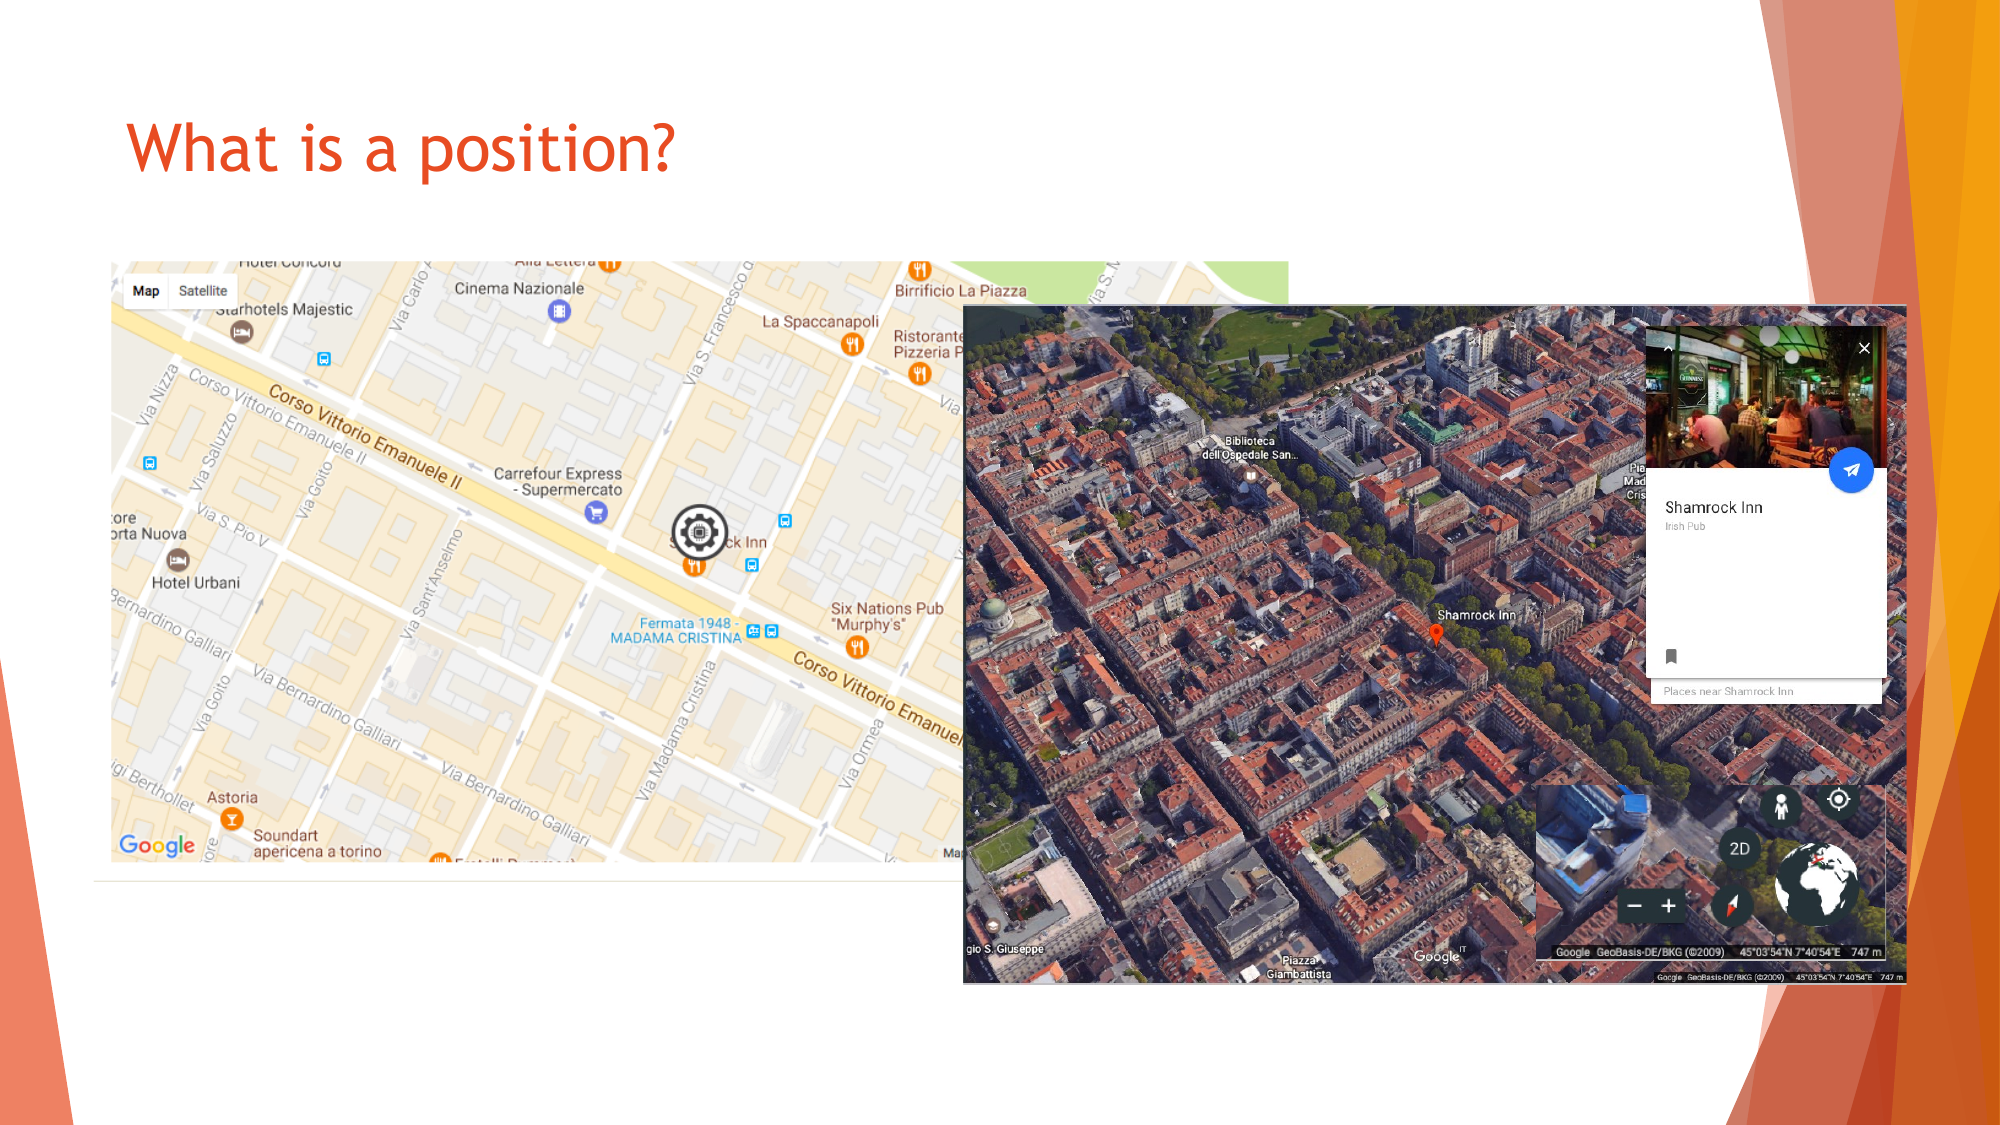 What is a position?
Map
Satellite
Hotel Concord
Alla Lettera
Starhotels Majestic
Cinema Nazionale
Birrificio La Piazza
La Spaccanapoli
Ristorante
Pizzeria P
Via Carlo A
Via S. Francesco d
Via S. M
Via Nizza
Corso Vittorio Emanuele II
Corso Vittorio Emanuele II
Via Saluzzo
Via Goito
Carrefour Express
- Supermercato
Via
ck Inn
ore
orta Nuova
Via S. Pio V
Hotel Urbani
Via Sant'Anselmo
Bernardino Galliari
Six Nations Pub
"Murphy's"
Fermata 1948 -
MADAMA CRISTINA
Corso Vittorio Emanuel
Via Goito
Via Bernardino Galliari
Via Madama Cristina
Via Ormea
Via Bernardino Galliari
igi Berthollet
Astoria
Soundart
apericena a torino
ore
Google
Map
Biblioteca
dell'Ospedale San...
Pia
Mad
Cris
GUINNESS
Shamrock Inn
Irish Pub
Places near Shamrock Inn
Shamrock Inn
2D
gio S. Giuseppe
Piazza
Giambattista
Google
IT
Google GeoBasis-DE/BKG (©2009) 45°03'54"N 7°40'54"E 747 m
Google GeoBasis-DE/BKG (©2009) 45°03'54"N 7°40'54"E 747 m